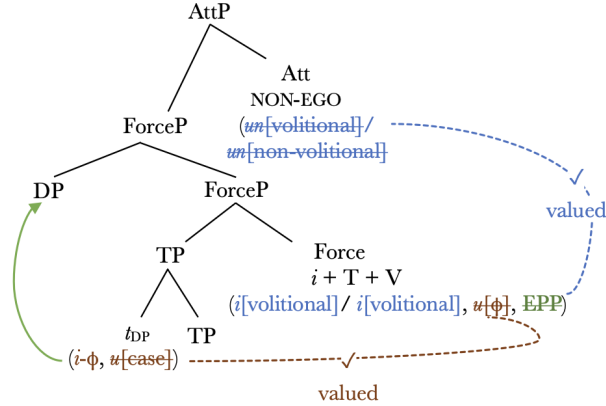 AttP
Att
NON-EGO
ForceP
(un[volitional]/
un[non-volitional]
DP
ForceP
valued
TP
Force
i + T + V
(i[volitional]/ i[volitional], u[ϕ], EPP)
tDP
TP
(i-ϕ, u[case])
valued